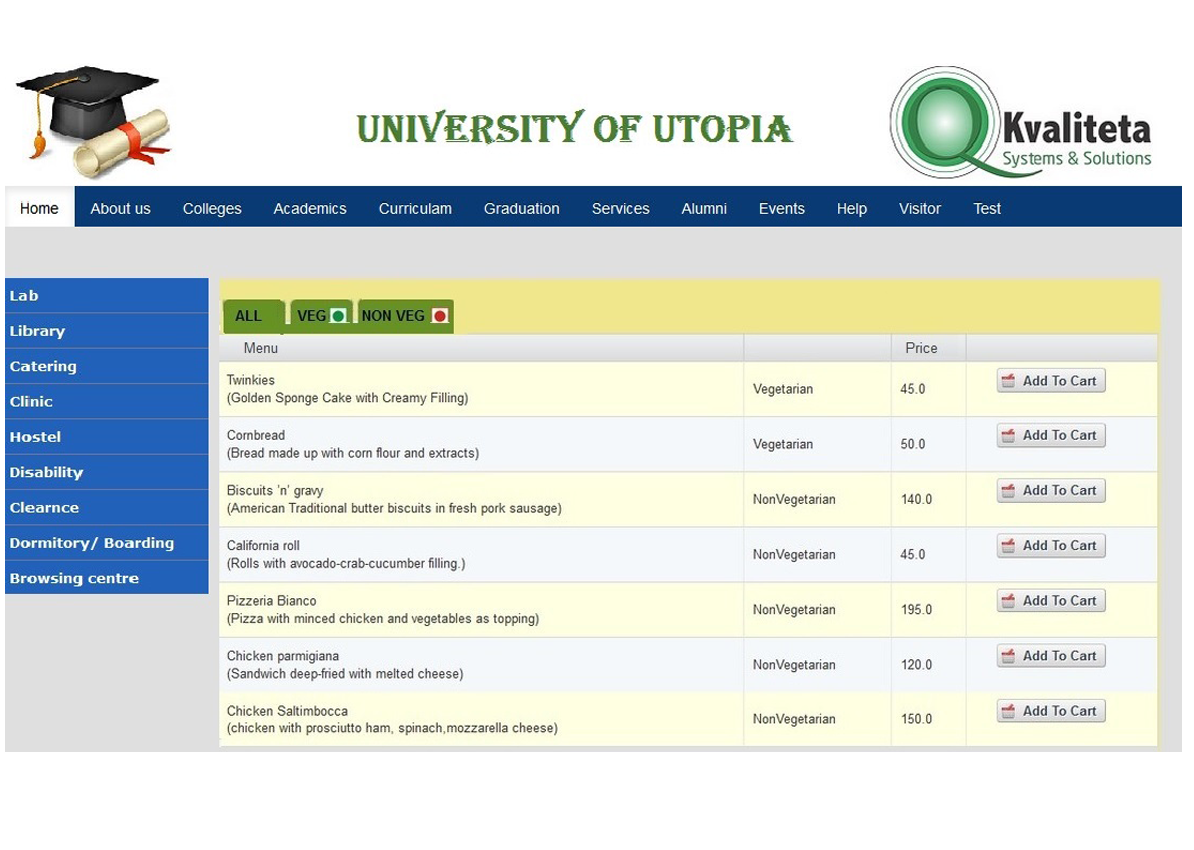 UNIVERSITY OF UTOPIA
Kvaliteta
Systems & Solutions
Home About us Colleges Academics Curriculam Graduation Services Alumni Events Help Visitor Test
Lab
Library
Catering
Clinic
Hostel
Disability
Clearnce
Dormitory/ Boarding
Browsing centre
ALL VEG NON VEG
Menu Price
Twinkies
(Golden Sponge Cake with Creamy Filling)
Vegetarian 45.0 Add To Cart
Cornbread
(Bread made up with corn flour and extracts)
Vegetarian 50.0 Add To Cart
Biscuits 'n' gravy
(American Traditional butter biscuits in fresh pork sausage)
NonVegetarian 140.0 Add To Cart
California roll
(Rolls with avocado-crab-cucumber filling.)
NonVegetarian 45.0 Add To Cart
Pizzeria Bianco
(Pizza with minced chicken and vegetables as topping)
NonVegetarian 195.0 Add To Cart
Chicken parmigiana
(Sandwich deep-fried with melted cheese)
NonVegetarian 120.0 Add To Cart
Chicken Saltimbocca
(chicken with prosciutto ham, spinach,mozzarella cheese)
NonVegetarian 150.0 Add To Cart